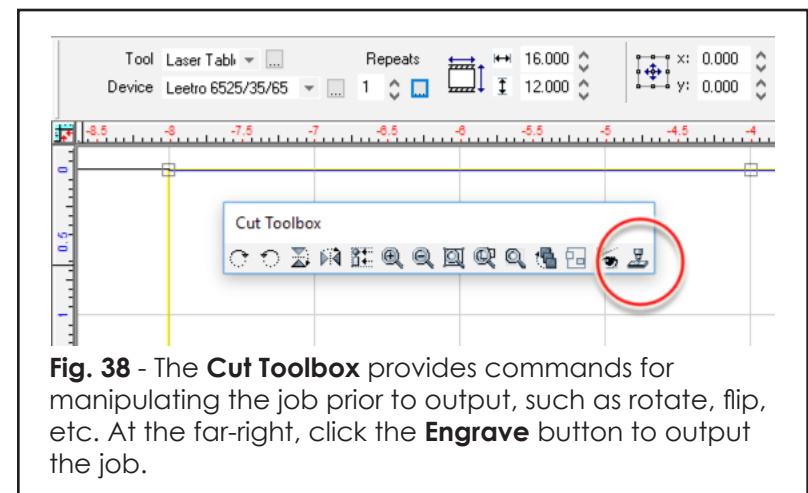 Tool Laser Tabl ... Repeats 16.000 x: 0.000
Device Leetro 6525/35/65 ... 1 ... 12.000 y: 0.000
-8.5 -8 -7.5 -7 -6.5 -6 -5.5 -5 -4.5 -4
0
Cut Toolbox
0.5
1
Fig. 38 - The Cut Toolbox provides commands for
manipulating the job prior to output, such as rotate, flip,
etc. At the far-right, click the Engrave button to output
the job.